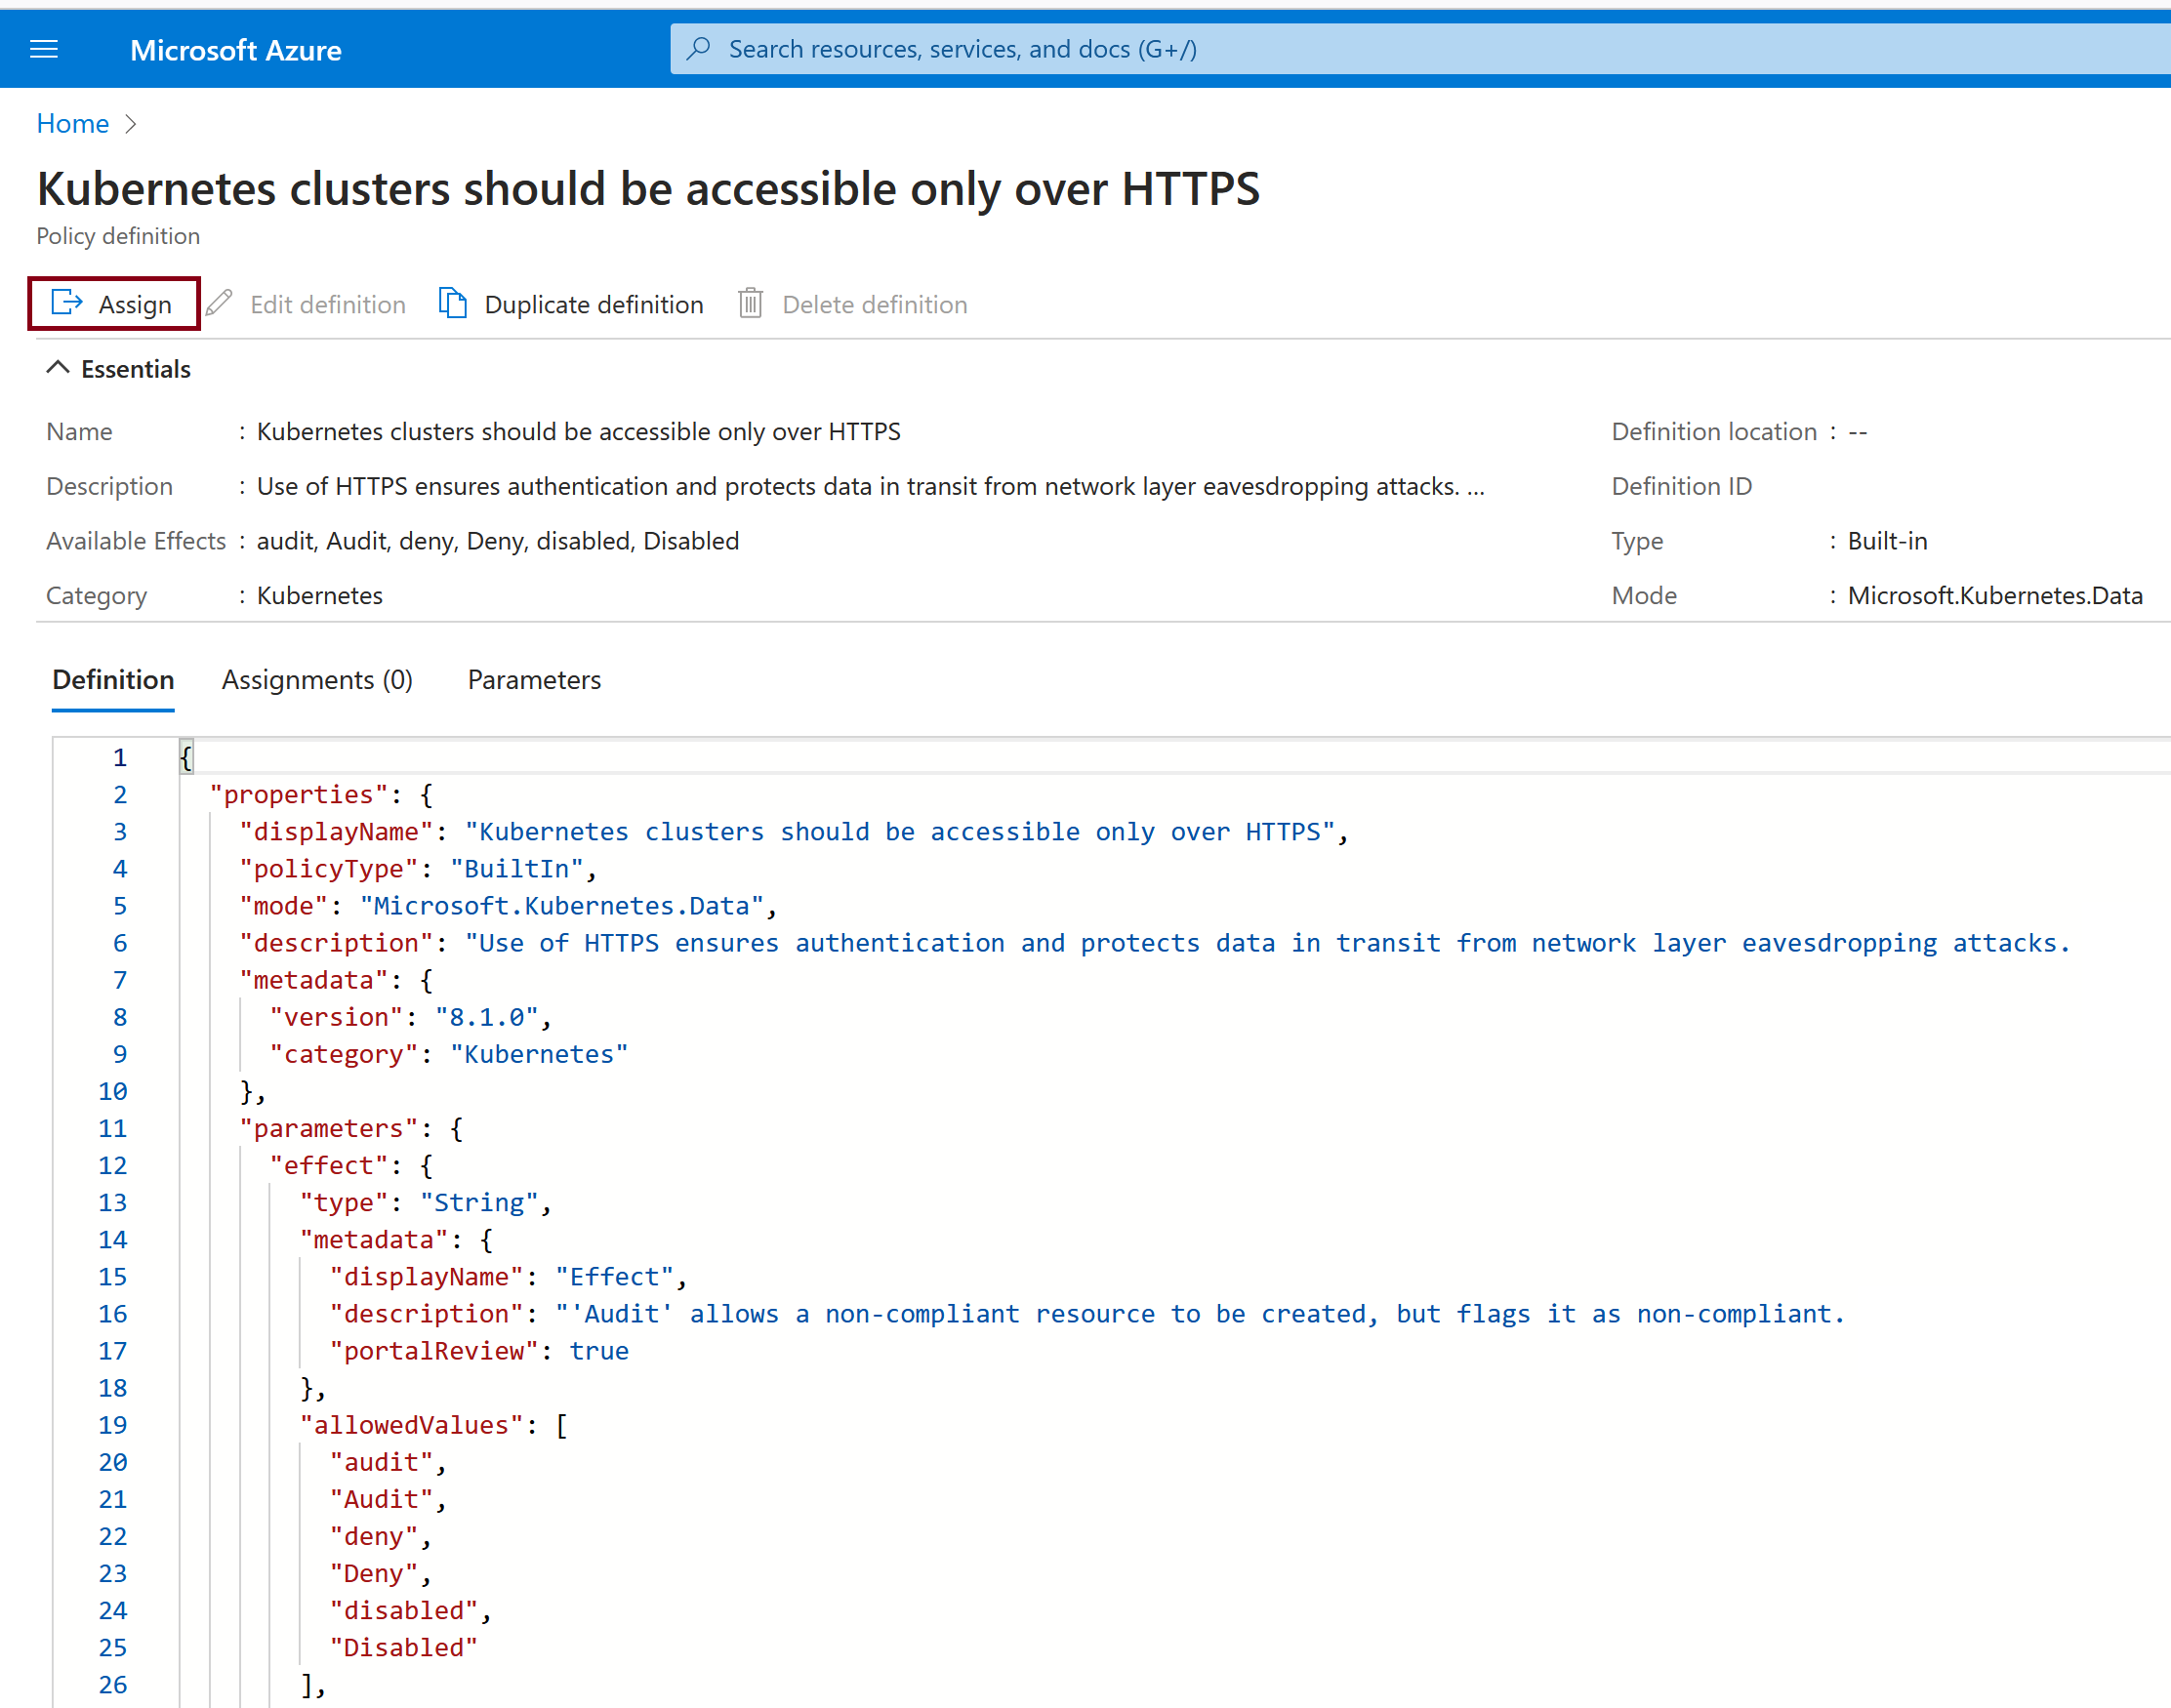 Microsoft Azure
Search resources, services, and docs (G+/)
Home
Kubernetes clusters should be accessible only over HTTPS
Policy definition
Assign Edit definition Duplicate definition Delete definition
Essentials
Name : Kubernetes clusters should be accessible only over HTTPS Definition location : --
Description : Use of HTTPS ensures authentication and protects data in transit from network layer eavesdropping attacks. ... Definition ID
Available Effects : audit, Audit, deny, Deny, disabled, Disabled Type : Built-in
Category : Kubernetes Mode : Microsoft.Kubernetes.Data
Definition Assignments (0) Parameters
1 {
2 "properties": {
3 "displayName": "Kubernetes clusters should be accessible only over HTTPS",
4 "policyType": "BuiltIn",
5 "mode": "Microsoft.Kubernetes.Data",
6 "description": "Use of HTTPS ensures authentication and protects data in transit from network layer eavesdropping attacks.
7 "metadata": {
8 "version": "8.1.0",
9 "category": "Kubernetes"
10 },
11 "parameters": {
12 "effect": {
13 "type": "String",
14 "metadata": {
15 "displayName": "Effect",
16 "description": "'Audit' allows a non-compliant resource to be created, but flags it as non-compliant.
17 "portalReview": true
18 },
19 "allowedValues": [
20 "audit",
21 "Audit",
22 "deny",
23 "Deny",
24 "disabled",
25 "Disabled"
26 ],